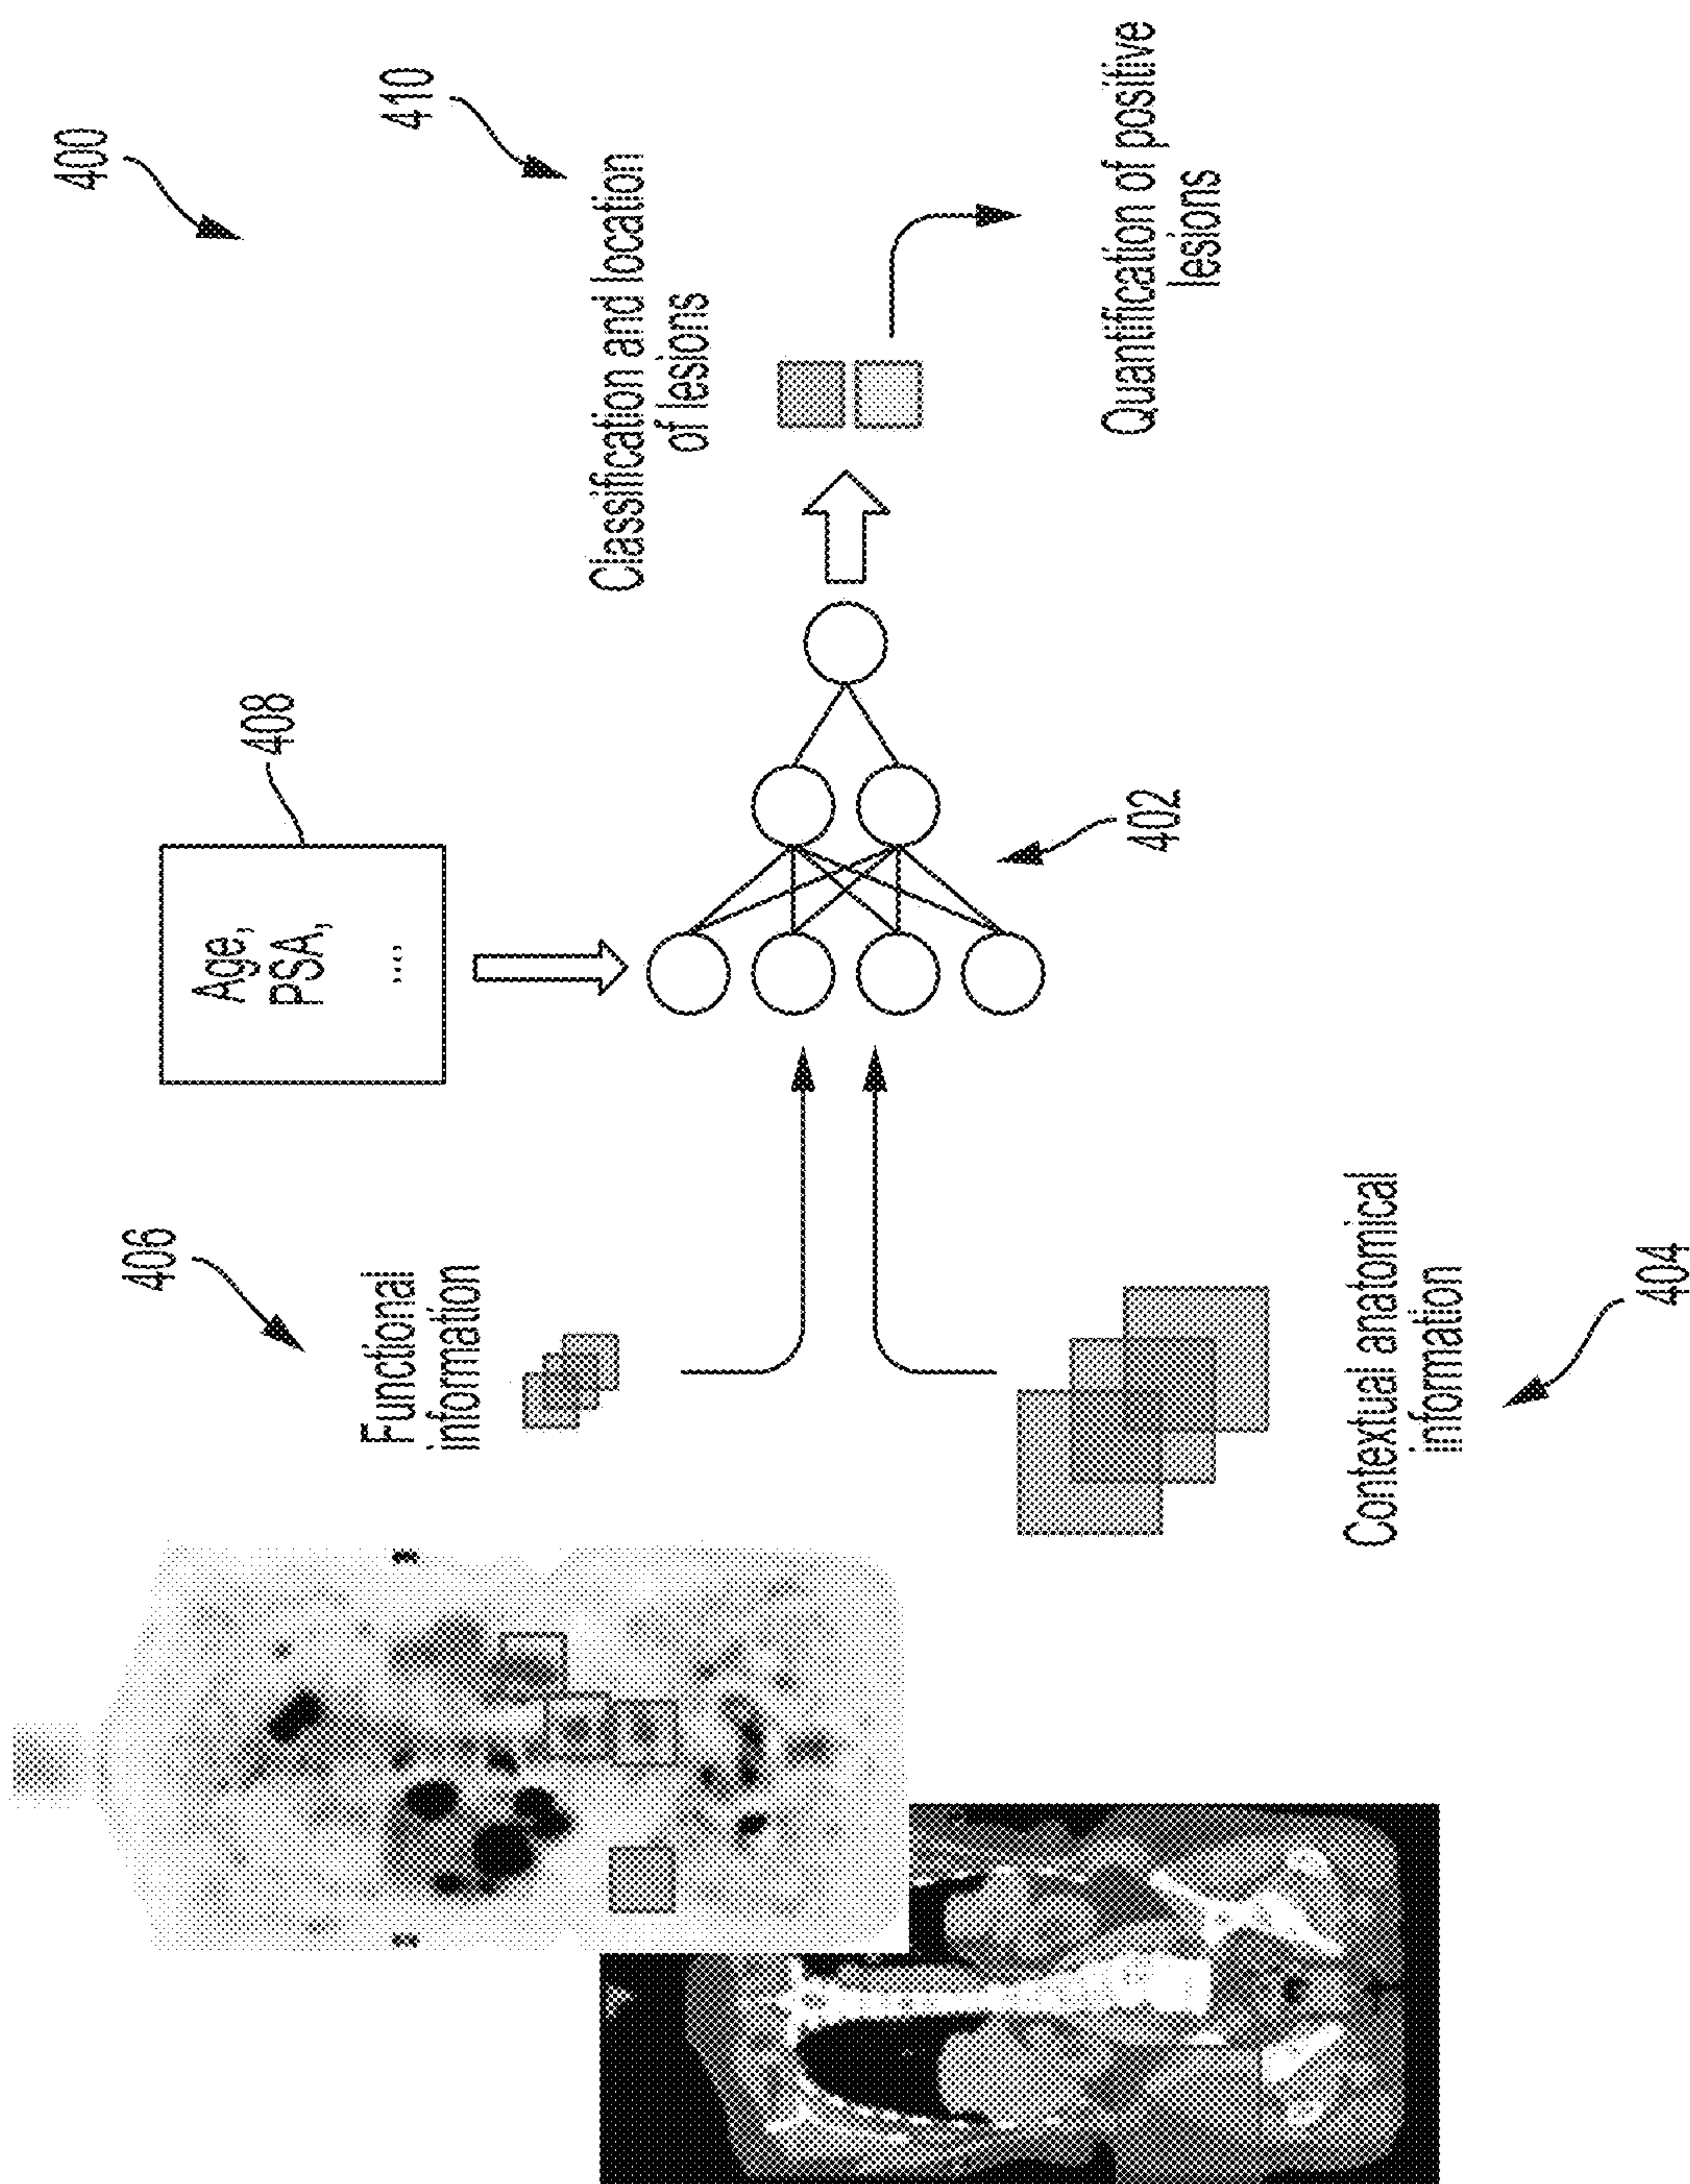 400
410
Classification and location
of lesions
Quantification of positive
lesions
408
Age,
PSA,
....
402
406
Functional
information
Contextual anatomical
information
404